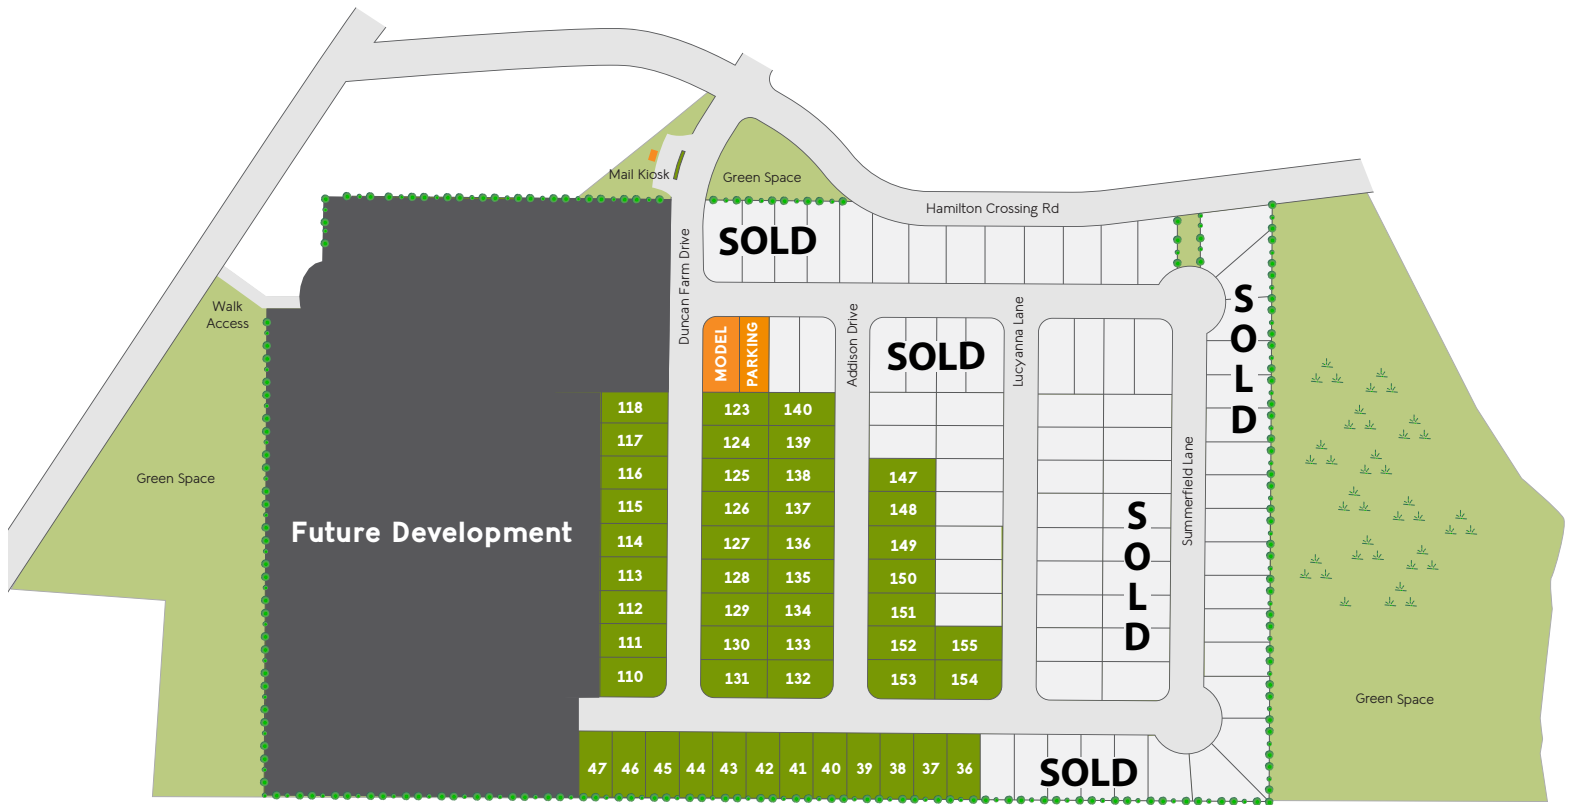 Mail Kiosk
Green Space
Hamilton Crossing Rd
SOLD
Walk
Access
Duncan Farm Drive
Addison Drive
Lucyanna Lane
Summerfield Lane
MODEL
PARKING
SOLD
S
O
L
D
118
117
116
115
114
113
112
111
110
123 140
124 139
125 138
126 137
127 136
128 135
129 134
130 133
131 132
147
148
149
150
151
152 155
153 154
S
O
L
D
Green Space
Future Development
Green Space
47 46 45 44 43 42 41 40 39 38 37 36
SOLD